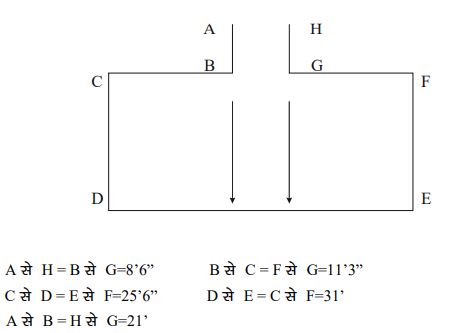 A H
B G
C F
D E
A से H = B से G=8’6” B से C = F से G=11’3”
C से D = E से F=25’6” D से E = C से F=31’
A से B = H से G=21’